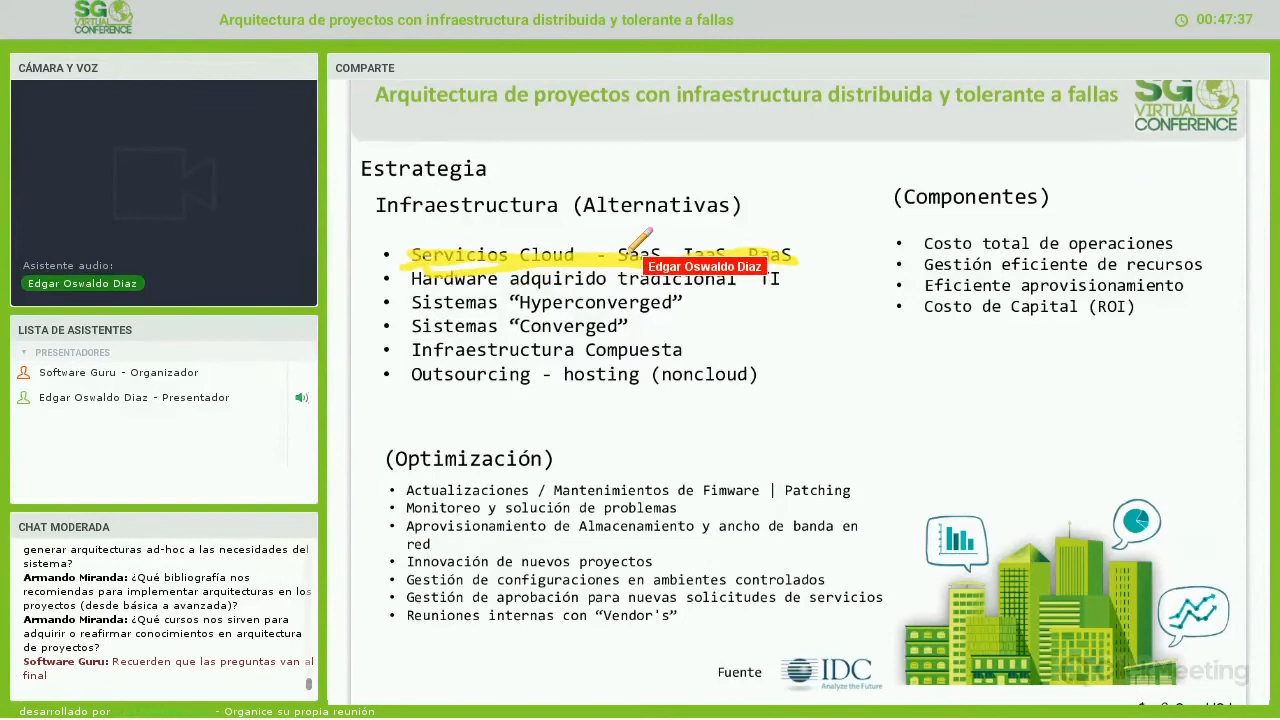 SG
VIRTUAL
CONFERENCE
Arquitectura de proyectos con infraestructura distribuida y tolerante a fallas
00:47:37
CÁMARA Y VOZ
Asistente audio:
Edgar Oswaldo Diaz
LISTA DE ASISTENTES
PRESENTADORES
Software Guru - Organizador
Edgar Oswaldo Diaz - Presentador
CHAT MODERADA
generar arquitecturas ad-hoc a las necesidades del
sistema?
Armando Miranda: ¿Qué bibliografía nos
recomiendas para implementar arquitecturas en los
proyectos (desde básica a avanzada)?
Armando Miranda: ¿Qué cursos nos sirven para
adquirir o reafirmar conocimientos en arquitectura
de proyectos?
Software Guru: Recuerden que las preguntas van al
final
desarrollado por
- Organice su propia reunión
COMPARTE
Arquitectura de proyectos con infraestructura distribuida y tolerante a fallas
SG
VIRTUAL
CONFERENCE
Estrategia
Infraestructura (Alternativas)
• Servicios Cloud - SaaS IaaS PaaS
Edgar Oswaldo Diaz
• Hardware adquirido tradicional TI
• Sistemas “Hyperconverged”
• Sistemas “Converged”
• Infraestructura Compuesta
• Outsourcing - hosting (noncloud)
(Componentes)
• Costo total de operaciones
• Gestión eficiente de recursos
• Eficiente aprovisionamiento
• Costo de Capital (ROI)
(Optimización)
• Actualizaciones / Mantenimientos de Fimware | Patching
• Monitoreo y solución de problemas
• Aprovisionamiento de Almacenamiento y ancho de banda en
red
• Innovación de nuevos proyectos
• Gestión de configuraciones en ambientes controlados
• Gestión de aprobación para nuevas solicitudes de servicios
• Reuniones internas con “Vendor's”
Fuente
IDC
Analyze the Future